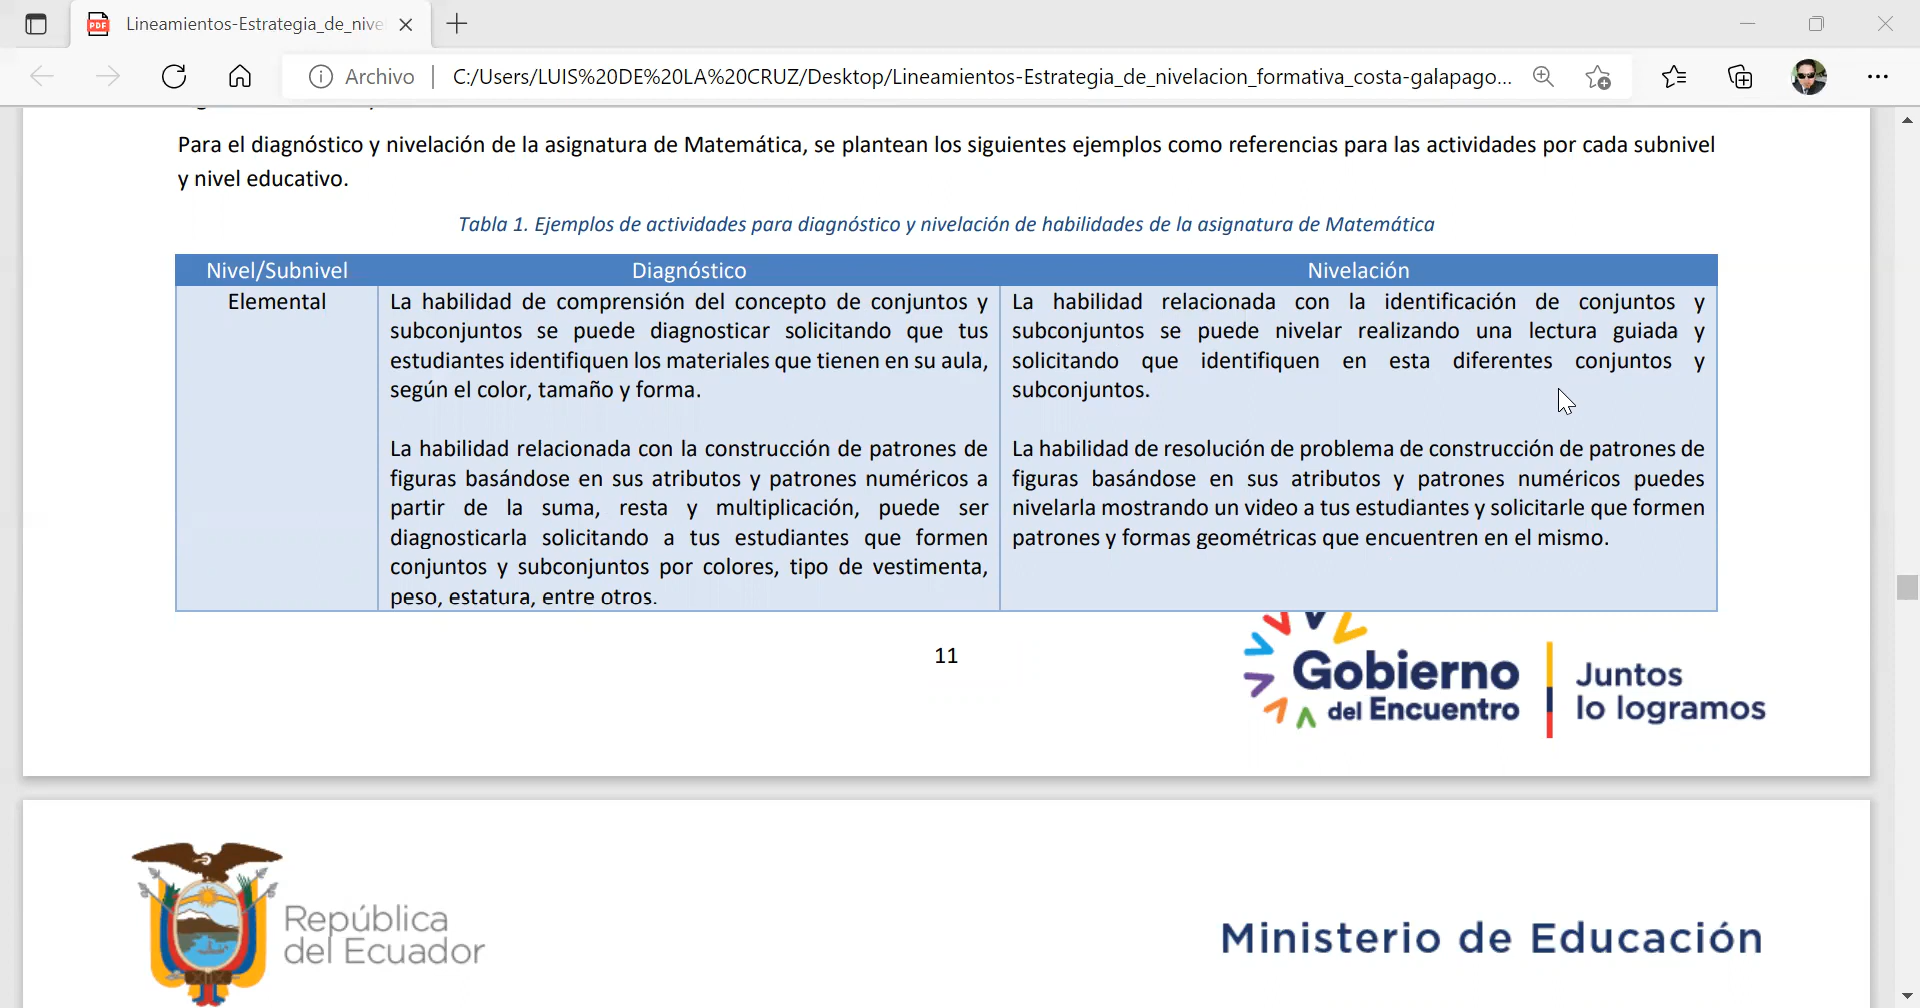 Lineamientos-Estrategia_de_nive
Archivo
C:/Users/LUIS%20DE%20LA%20CRUZ/Desktop/Lineamientos-Estrategia_de_nivelacion_formativa_costa-galapago...
Para el diagnóstico y nivelación de la asignatura de Matemática, se plantean los siguientes ejemplos como referencias para las actividades por cada subnivel
y nivel educativo.
Tabla 1. Ejemplos de actividades para diagnóstico y nivelación de habilidades de la asignatura de Matemática
Nivel/Subnivel
Diagnóstico
Nivelación
Elemental
La habilidad de comprensión del concepto de conjuntos y
subconjuntos se puede diagnosticar solicitando que tus
estudiantes identifiquen los materiales que tienen en su aula,
según el color, tamaño y forma.
La habilidad relacionada con la construcción de patrones de
figuras basándose en sus atributos y patrones numéricos a
partir de la suma, resta y multiplicación, puede ser
diagnosticarla solicitando a tus estudiantes que formen
conjuntos y subconjuntos por colores, tipo de vestimenta,
peso, estatura, entre otros.
La habilidad relacionada con la identificación de conjuntos y
subconjuntos se puede nivelar realizando una lectura guiada y
solicitando que identifiquen en esta diferentes conjuntos y
subconjuntos.
La habilidad de resolución de problema de construcción de patrones de
figuras basándose en sus atributos y patrones numéricos puedes
nivelarla mostrando un video a tus estudiantes y solicitarle que formen
patrones y formas geométricas que encuentren en el mismo.
11
Gobierno
del Encuentro
Juntos
lo logramos
República
del Ecuador
Ministerio de Educación